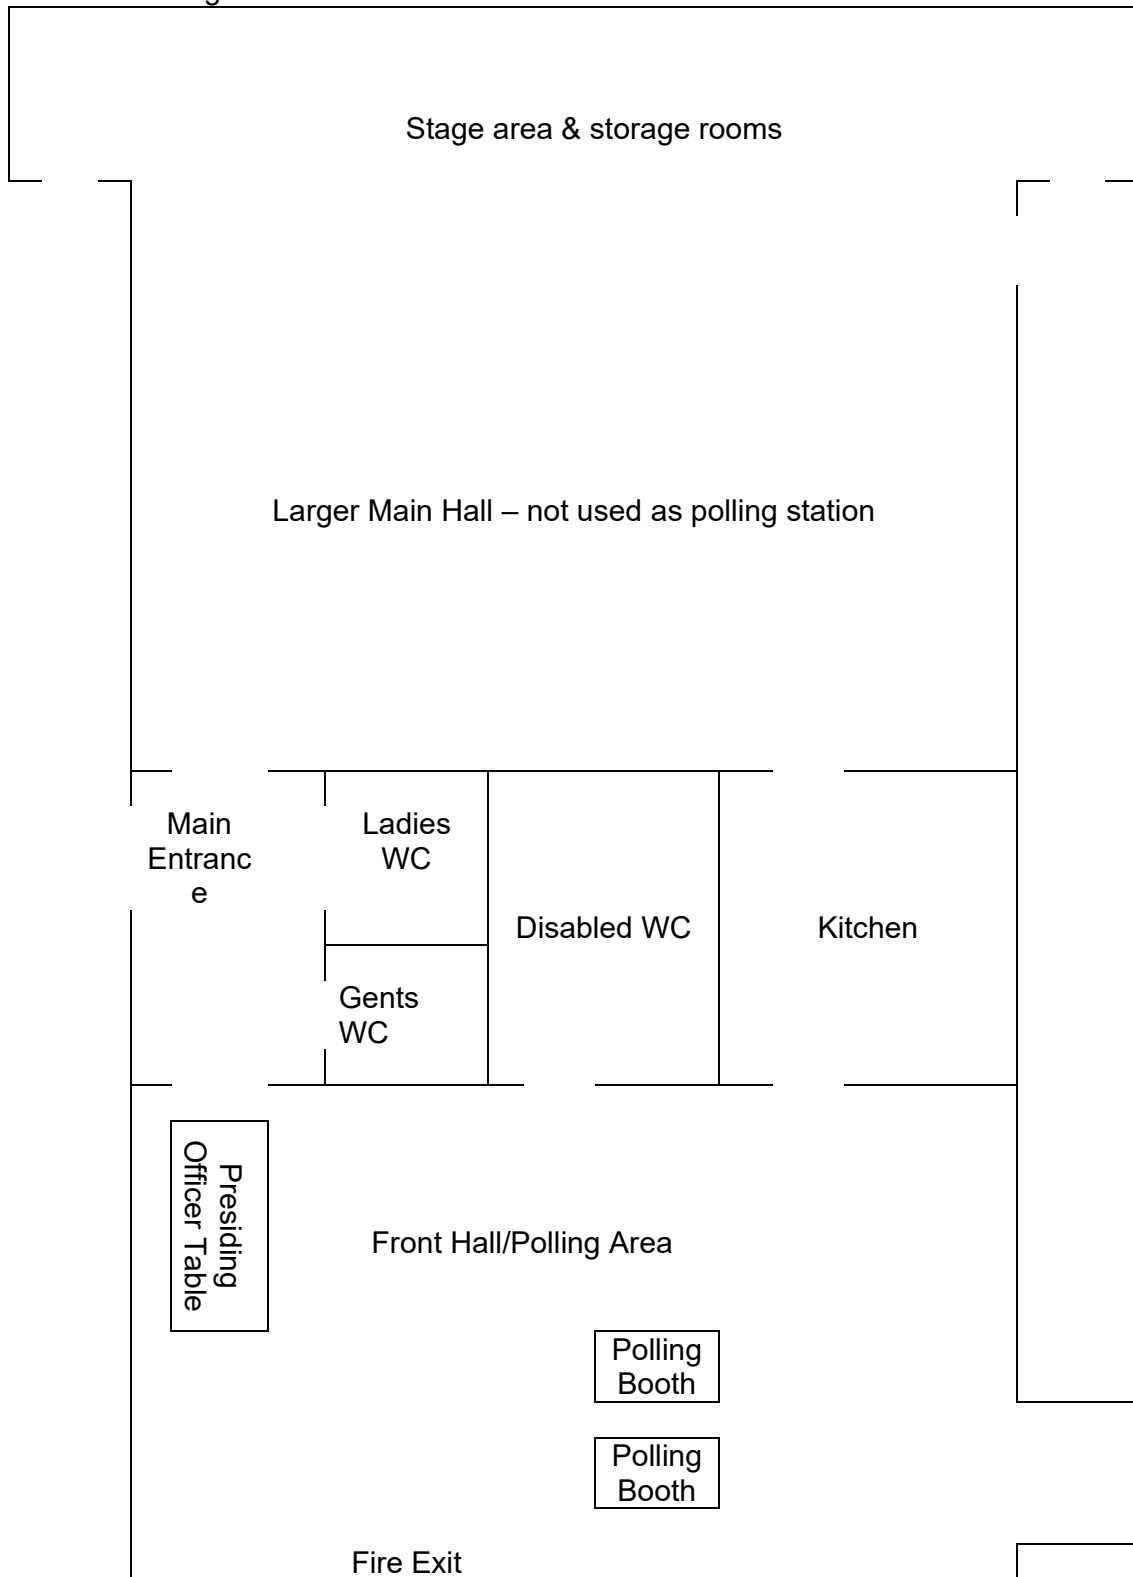 Stage area & storage rooms
Larger Main Hall – not used as polling station
Main
Entranc
e
Ladies
WC
Disabled WC
Kitchen
Gents
WC
Presiding
Officer Table
Front Hall/Polling Area
Polling
Booth
Polling
Booth
Fire Exit